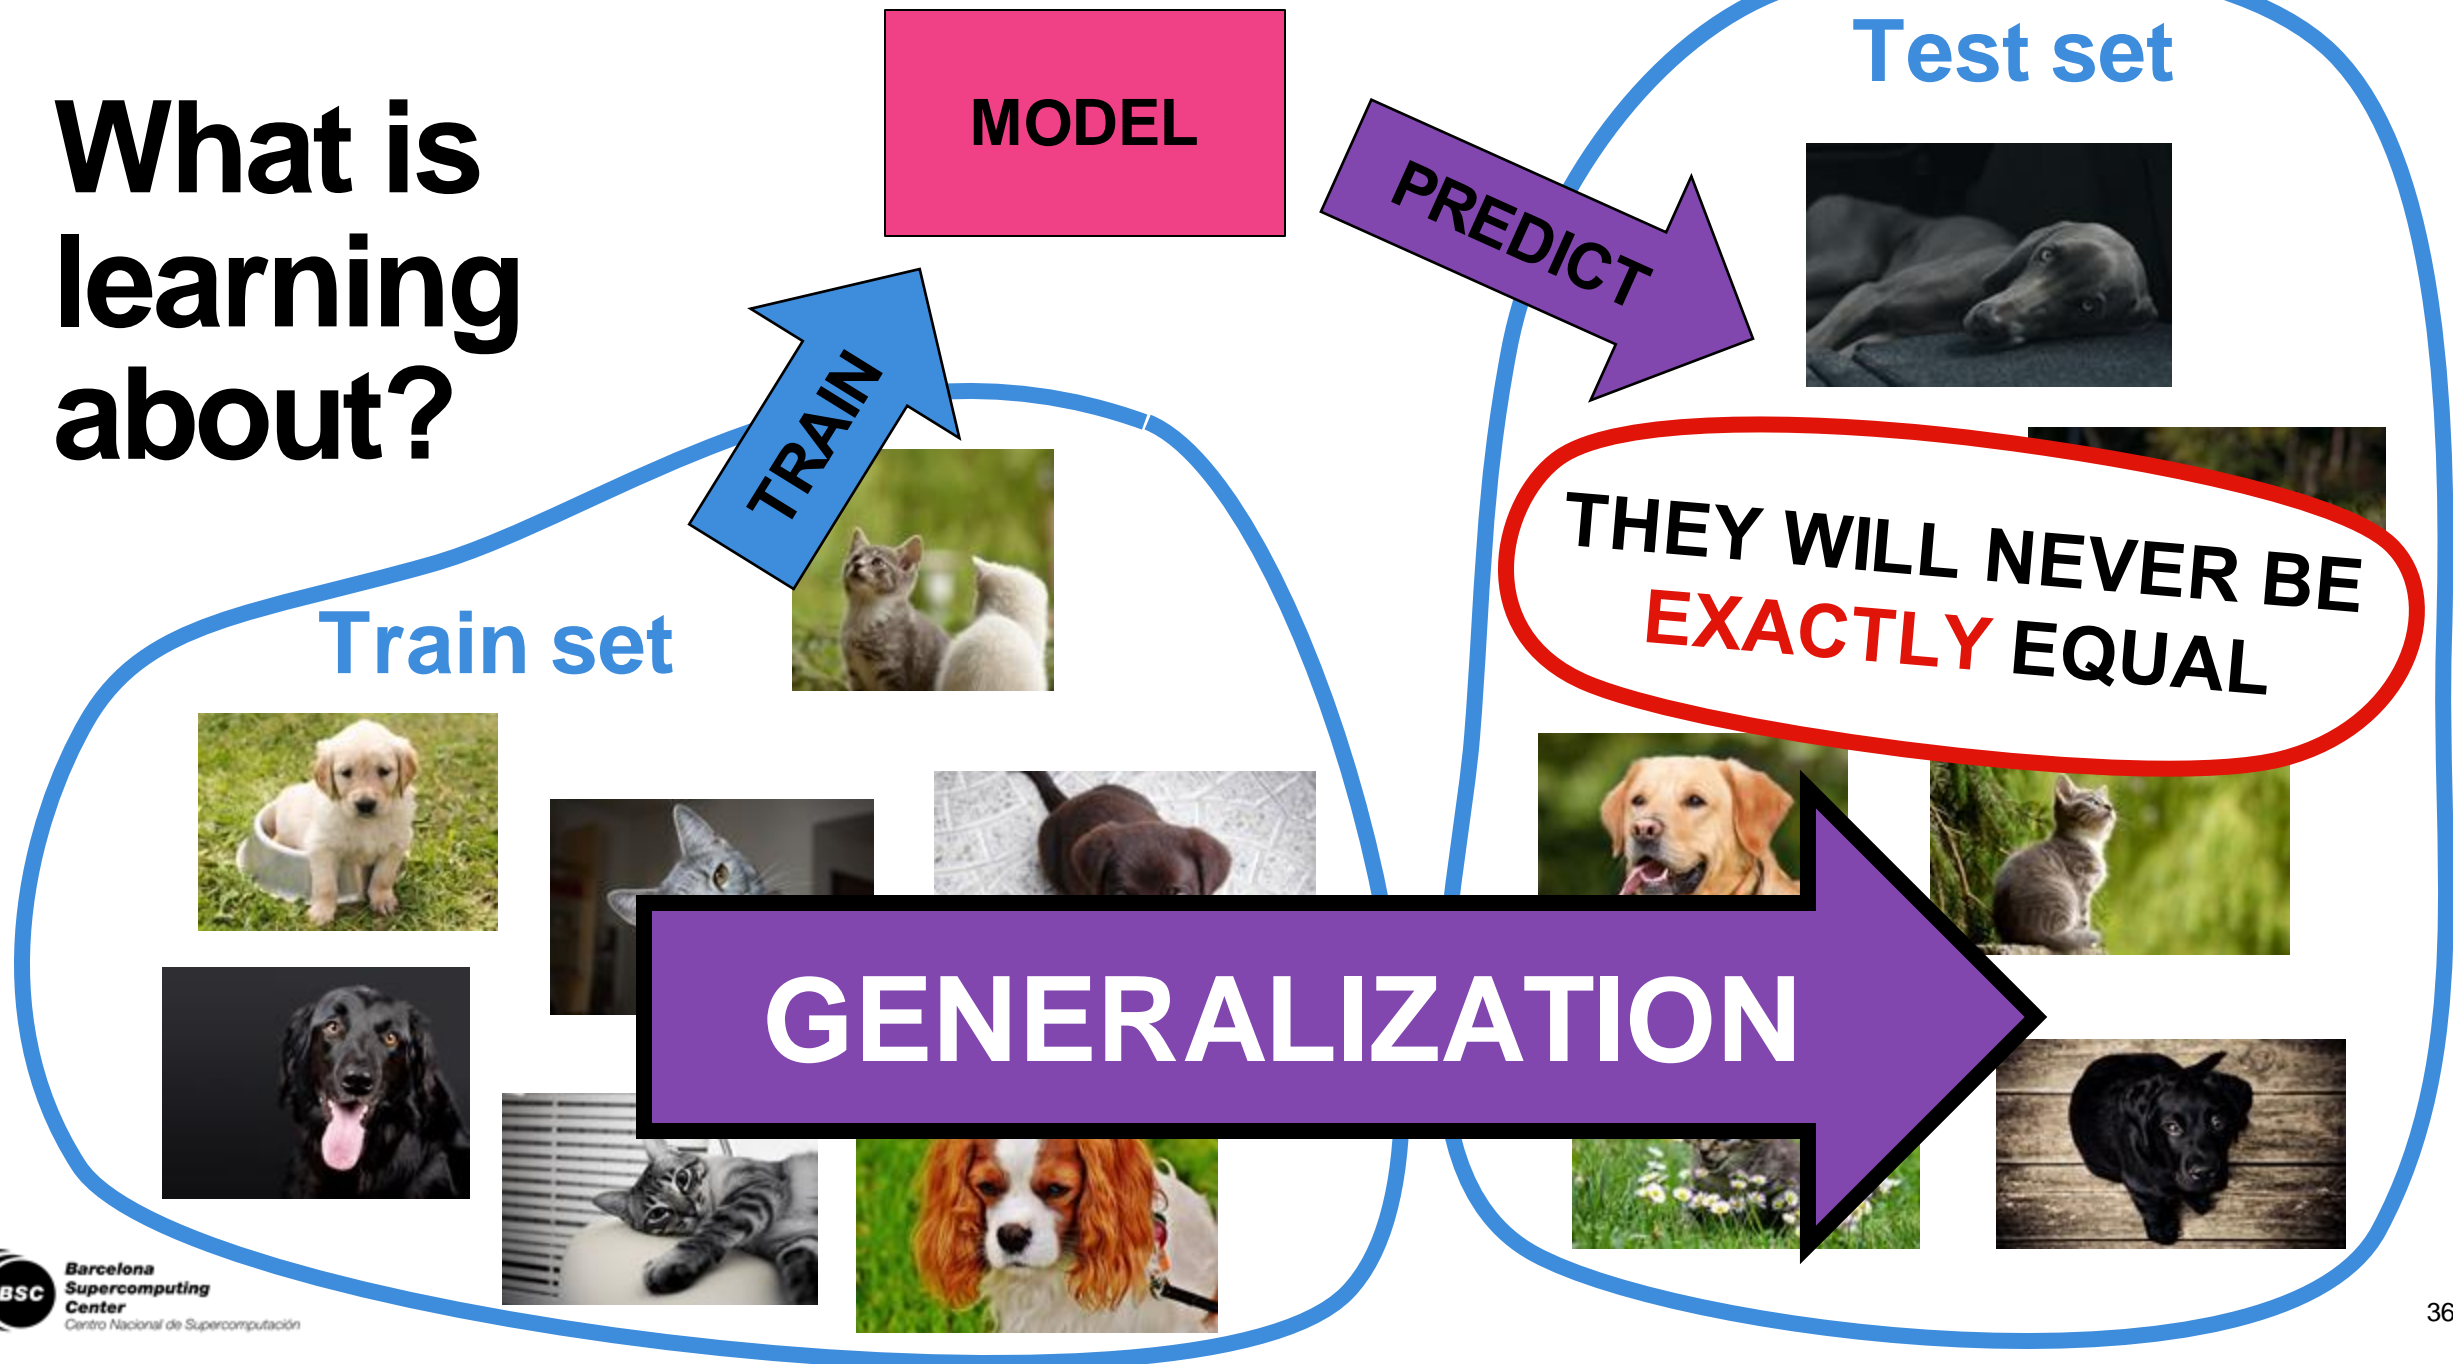 What is
learning
about?
MODEL
Test set
PREDICT
TRAIN
THEY WILL NEVER BE
EXACTLY EQUAL
Train set
GENERALIZATION
BSC
Barcelona
Supercomputing
Center
Centro Nacional de Supercomputación
36